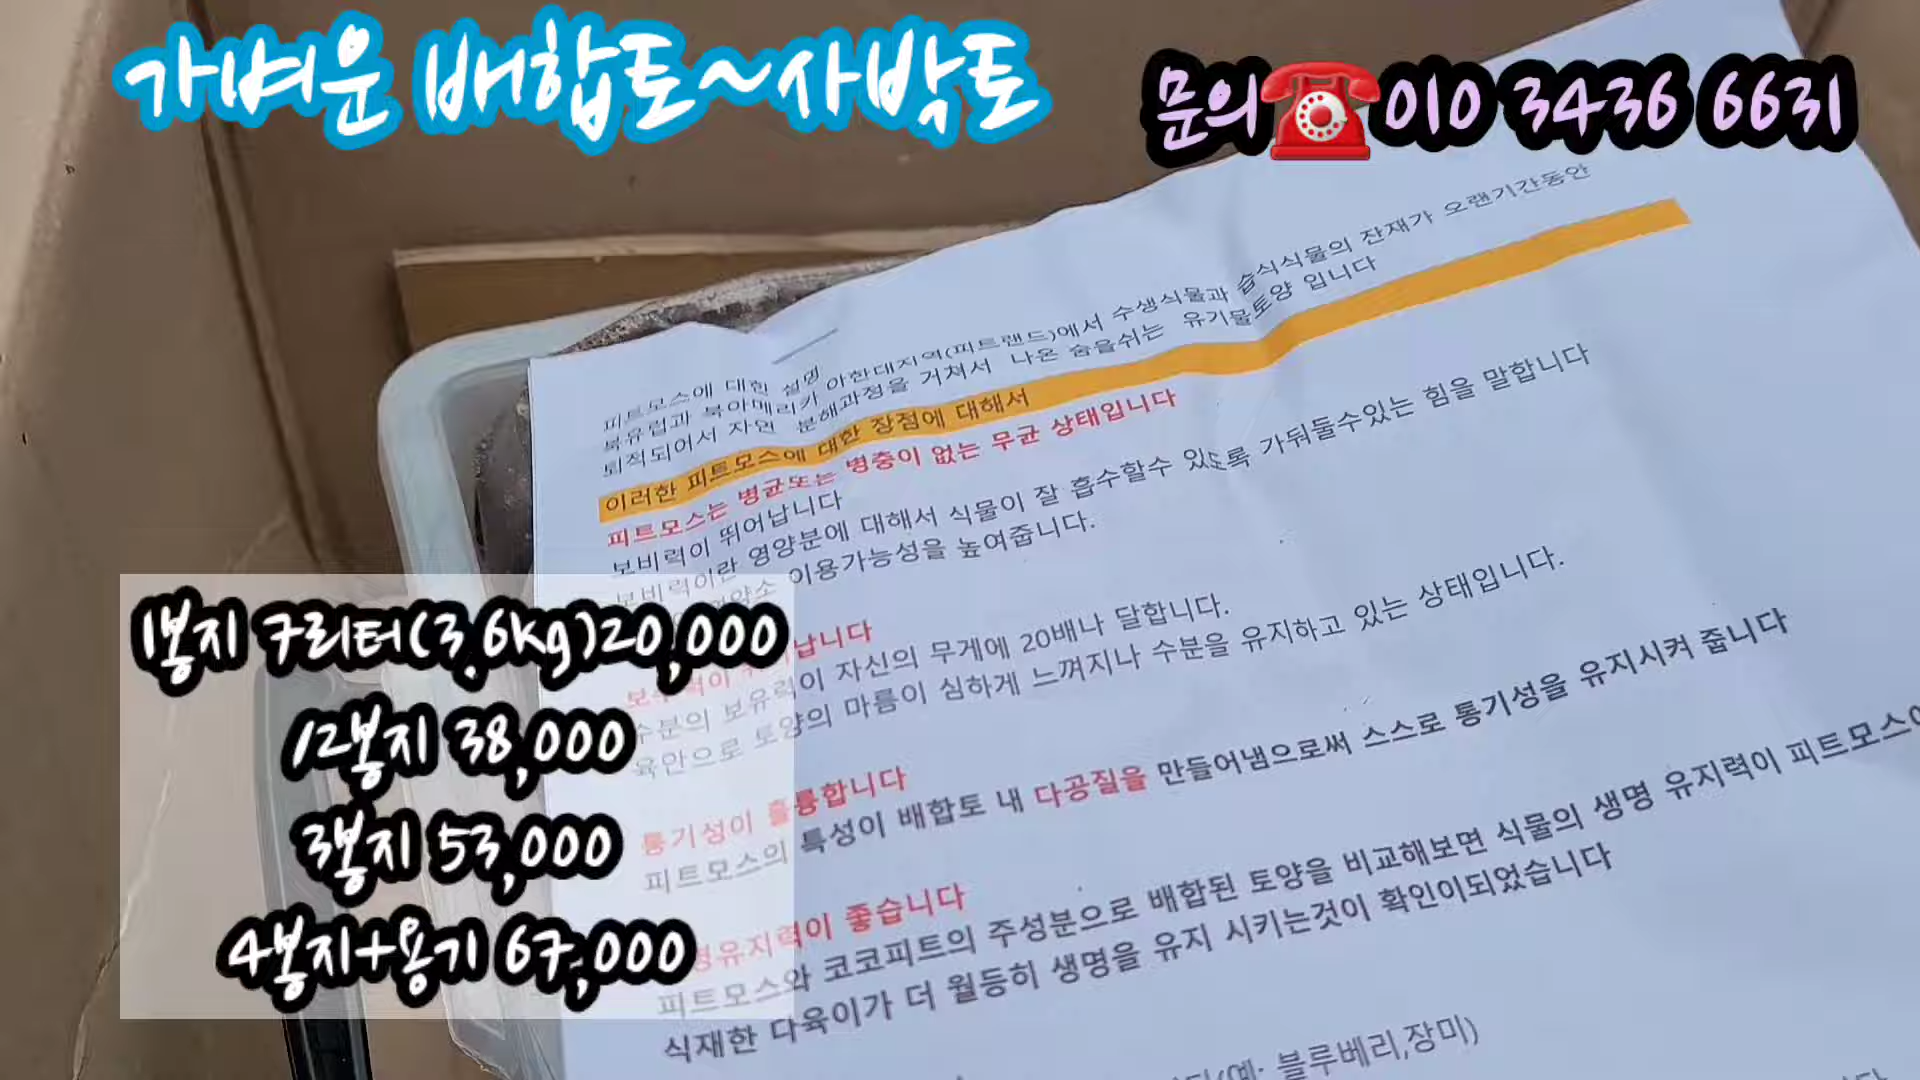 가벼운 배합토~사박토
문의☎010 3436 6631
피트모스에 대한 설명
북유럽과 북아메리카 아한대지역(피트랜드)에서 수생식물과 습식식물의 잔재가 오랜기간동안
퇴적되어서 자연 분해과정을 거쳐서 나온 숨을쉬는 유기물토양 입니다
이러한 피트모스에 대한 장점에 대해서
피트모스는 병균또는 병충이 없는 무균 상태입니다
보비력이 뛰어납니다
보비력이란 영양분에 대해서 식물이 잘 흡수할수 있도록 가둬둘수있는 힘을 말합니다
이용가능성을 높여줍니다.
납니다
수분의 보유력이 자신의 무게에 20배나 달합니다.
육안으로 토양의 마름이 심하게 느껴지나 수분을 유지하고 있는 상태입니다.
통기성이 훌륭합니다
피트모스의 특성이 배합토 내 다공질을 만들어냄으로써 스스로 통기성을 유지시켜 줍니다
생명유지력이 좋습니다
피트모스와 코코피트의 주성분으로 배합된 토양을 비교해보면 식물의 생명 유지력이 피트모스에
식재한 다육이가 더 월등히 생명을 유지 시키는것이 확인이되었습니다
(예: 블루베리,장미)
1봉지 7리터(3.6kg)20,000
12봉지 38,000
3봉지 53,000
4봉지+용기 67,000